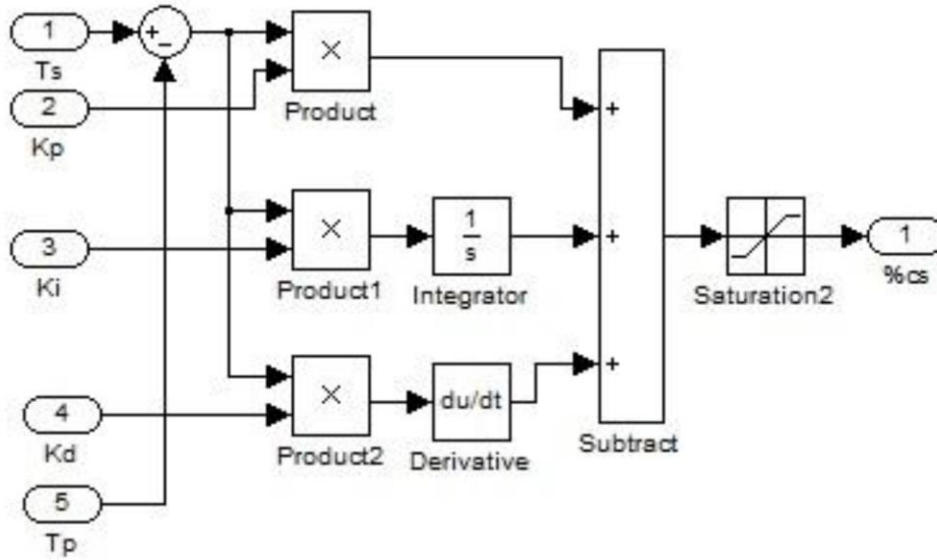 1
Ts
+
−
2
Kp
×
Product
+
3
Ki
×
Product1
1
s
Integrator
+
Saturation2
1
%cs
4
Kd
×
Product2
du/dt
Derivative
+
Subtract
5
Tp